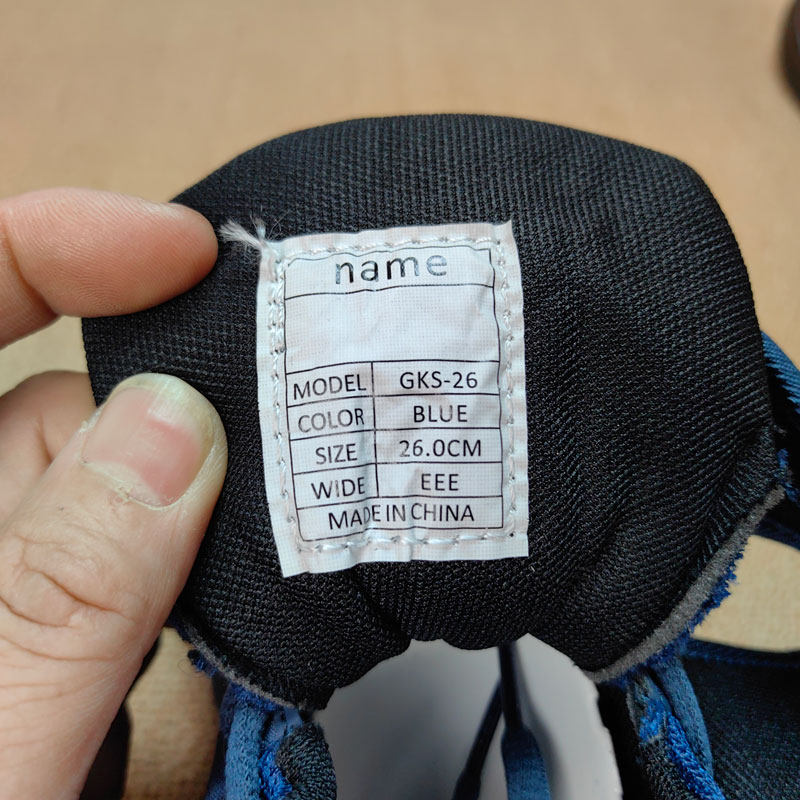 name
MODEL GKS-26
COLOR BLUE
SIZE 26.0CM
WIDE EEE
MADE IN CHINA